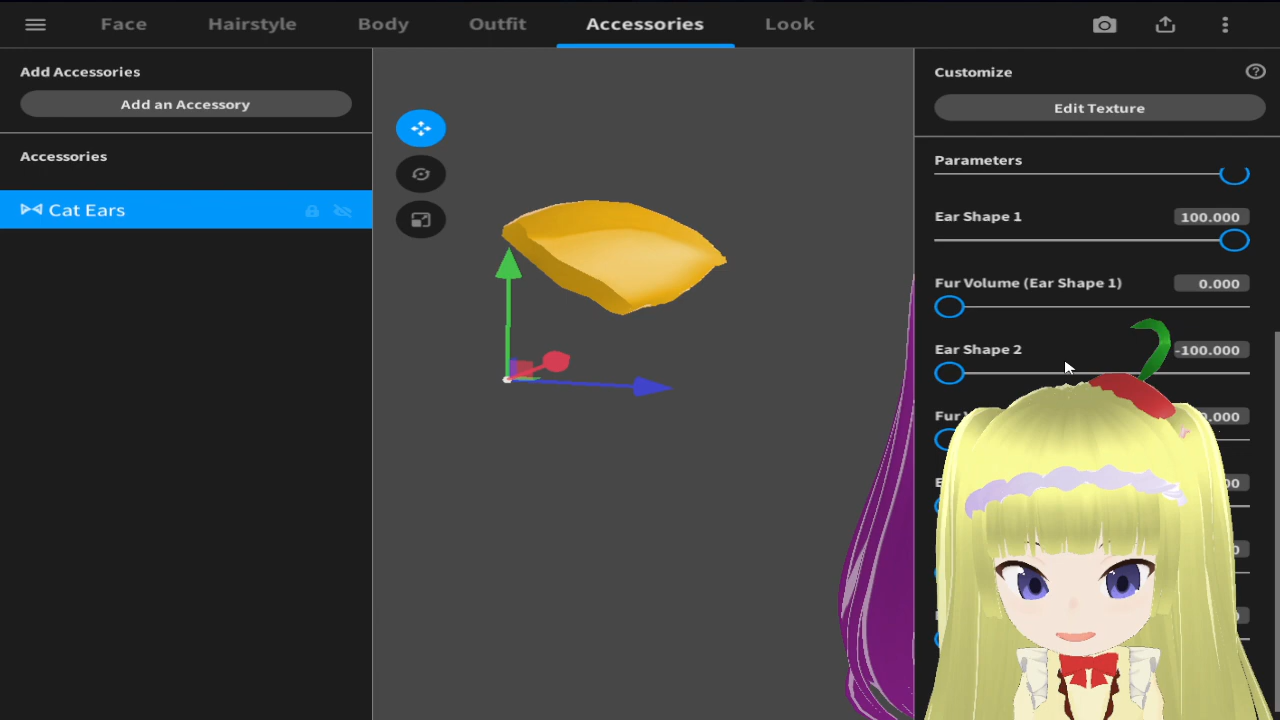 Face Hairstyle Body Outfit Accessories Look
Add Accessories
Add an Accessory
Accessories
Cat Ears
Customize
Edit Texture
Parameters
Ear Shape 1 100.000
Fur Volume (Ear Shape 1) 0.000
Ear Shape 2 -100.000
Fur